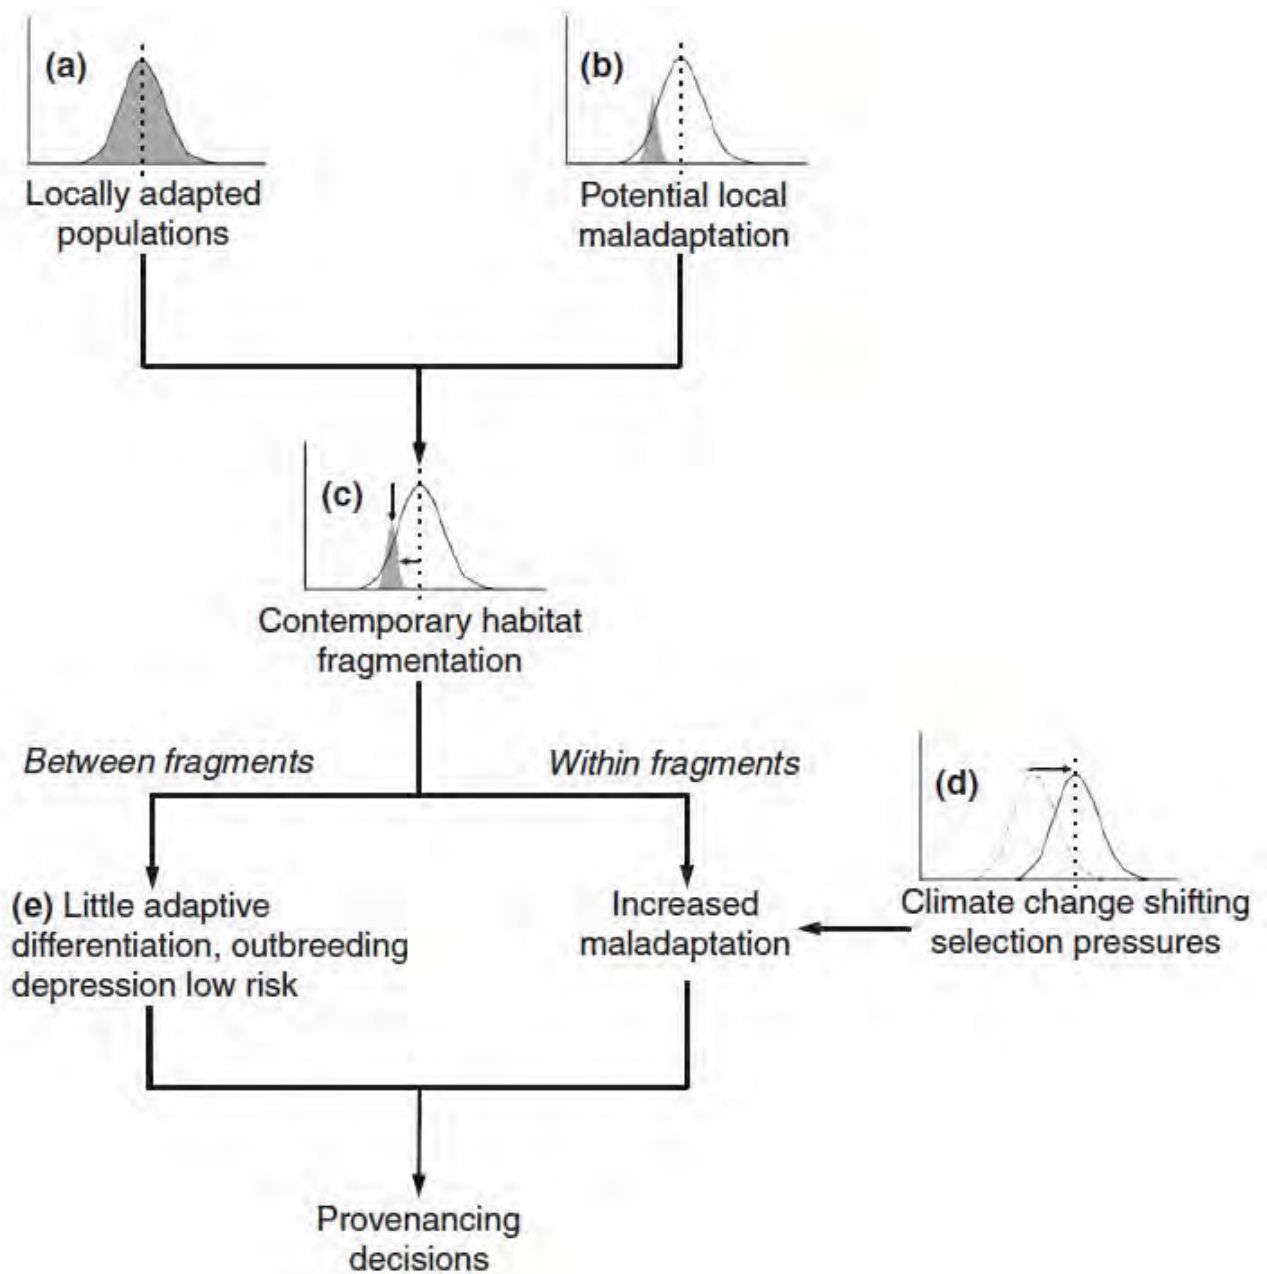 (a)
Locally adapted
populations
(b)
Potential local
maladaptation
(c)
Contemporary habitat
fragmentation
Between fragments
Within fragments
(d)
Climate change shifting
selection pressures
(e) Little adaptive
differentiation, outbreeding
depression low risk
Increased
maladaptation
Provenancing
decisions